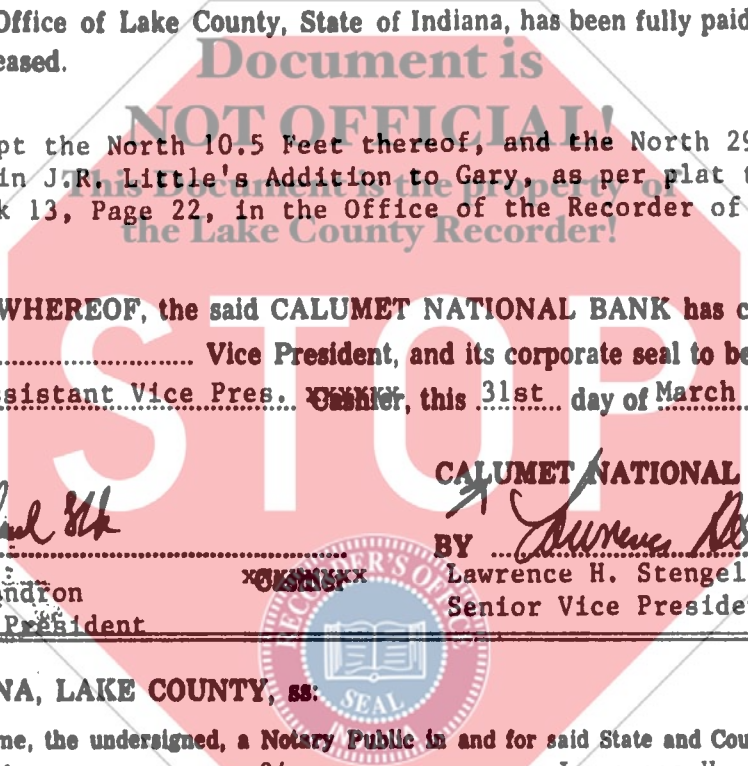 Office of Lake County, State of Indiana, has been fully paid
eased.
Document is
NOT OFFICIAL!
pt the North 10.5 Feet thereof, and the North 29
in J.R. Little's Addition to Gary, as per plat t
This Document is the property of
k 13, Page 22, in the Office of the Recorder of
the Lake County Recorder!
WHEREOF, the said CALUMET NATIONAL BANK has c
STOP
Vice President, and its corporate seal to be
ssistant Vice Pres. Cashier, this 31st day of March
CALUMET NATIONAL
BY
Cashier
Lawrence H. Stengel
ndron
Senior Vice Preside
President
RECORDER'S OFFICE
SEAL
NA, LAKE COUNTY, ss:
me, the undersigned, a Notary Public in and for said State and Cou